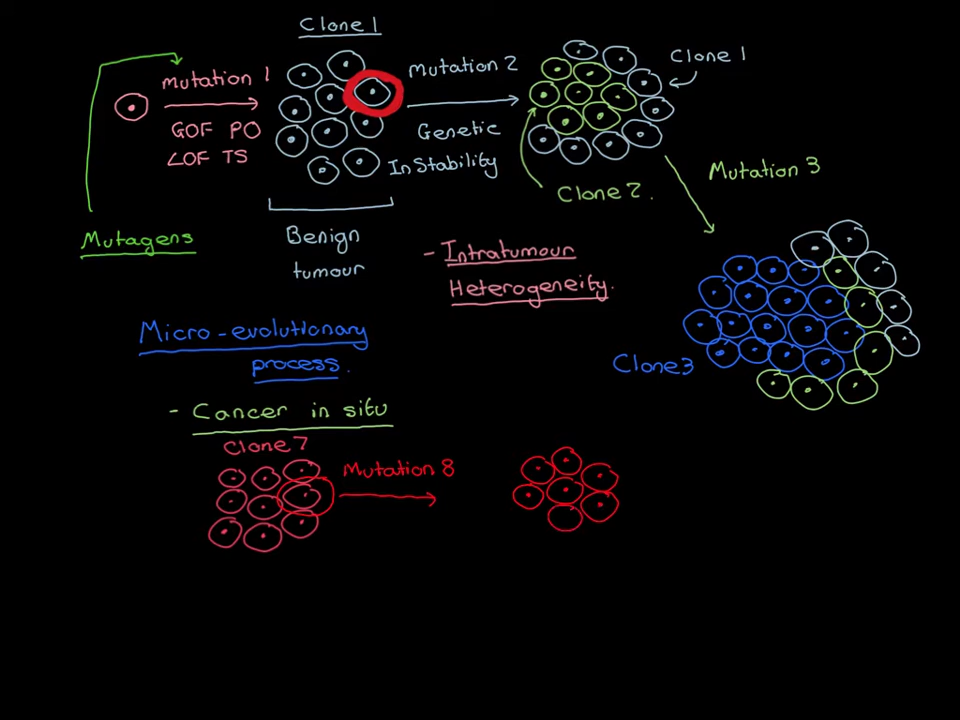 Clone 1
Mutation 1
GOF PO
LOF TS
Mutation 2
Genetic
InStability
Clone 1
Clone 2.
Mutation 3
Mutagens
Benign
tumour
- Intratumour
Heterogeneity.
Micro-evolutionary
process.
Clone3
- Cancer in situ
Clone 7
Mutation 8